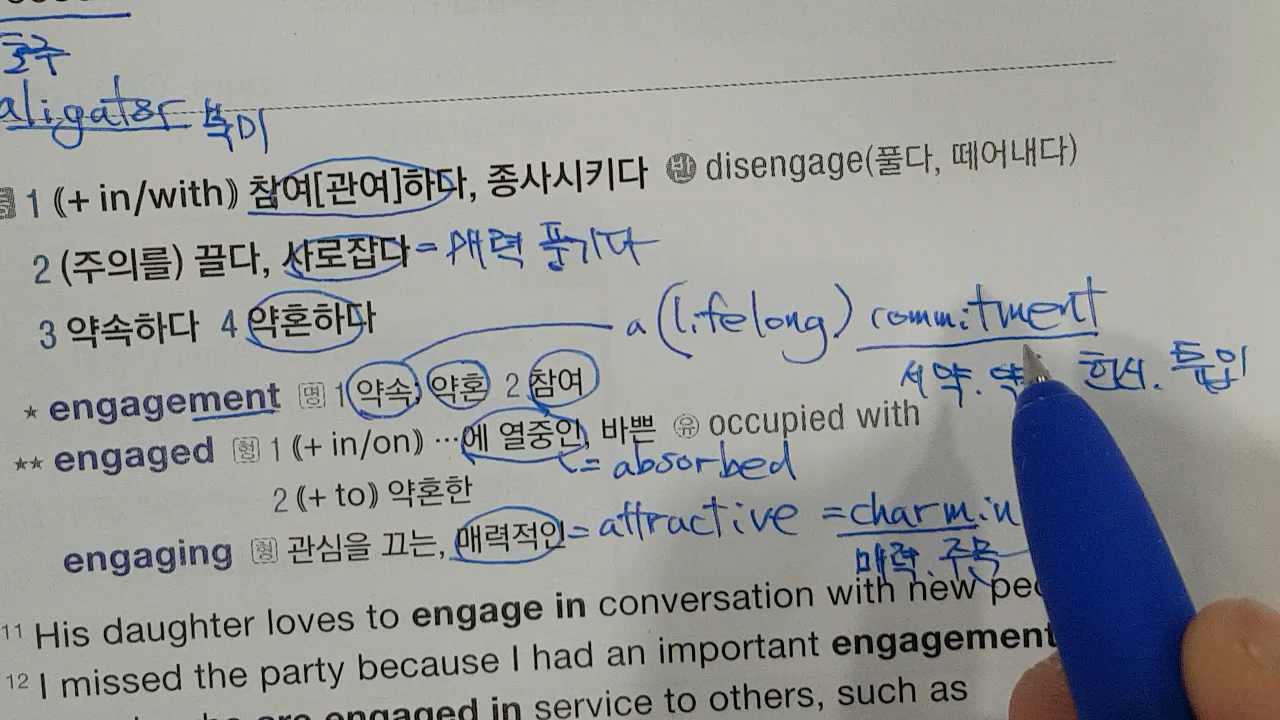 호주
aligator 북미
1 (+ in/with) 참여[관여]하다, 종사시키다 반 disengage(풀다, 떼어내다)
2 (주의를) 끌다, 사로잡다 = 매력 풍기다
3 약속하다 4 약혼하다
a (lifelong) commitment
서약. 헌신. 투입
★ engagement 명 1 약속; 약혼 2 참여
★★ engaged 형 1 (+ in/on) …에 열중인, 바쁜 유 occupied with
= absorbed
2 (+ to) 약혼한
engaging 형 관심을 끄는, 매력적인 = attractive = charmin
매력. 주목
11 His daughter loves to engage in conversation with new
12 I missed the party because I had an important engagement
engaged in service to others, such as